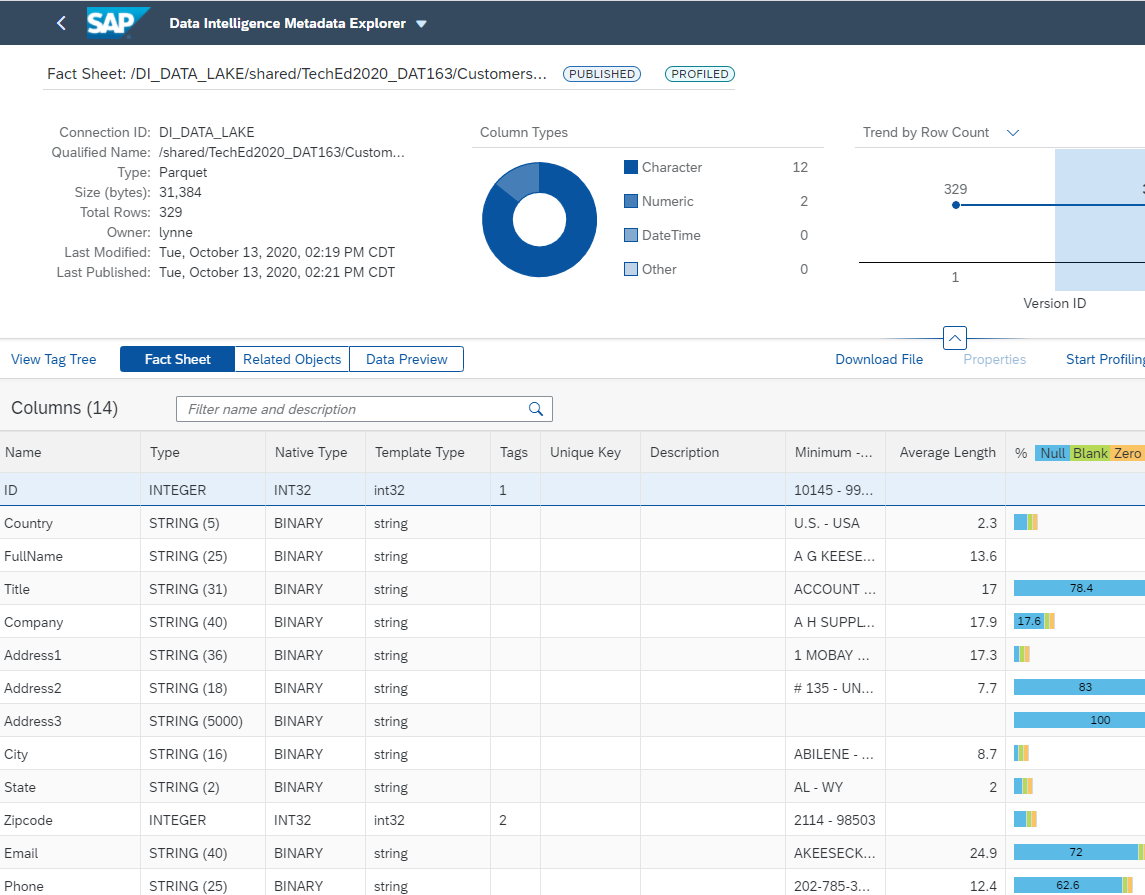 SAP Data Intelligence Metadata Explorer
Fact Sheet: /DI_DATA_LAKE/shared/TechEd2020_DAT163/Customers... PUBLISHED PROFILED
Connection ID: DI_DATA_LAKE
Qualified Name: /shared/TechEd2020_DAT163/Custom...
Type: Parquet
Size (bytes): 31,384
Total Rows: 329
Owner: lynne
Last Modified: Tue, October 13, 2020, 02:19 PM CDT
Last Published: Tue, October 13, 2020, 02:21 PM CDT
Column Types
Character 12
Numeric 2
DateTime 0
Other 0
Trend by Row Count
329
1
Version ID
View Tag Tree Fact Sheet Related Objects Data Preview Download File Properties Start Profiling
Columns (14) Filter name and description
Name Type Native Type Template Type Tags Unique Key Description Minimum -... Average Length % Null Blank Zero
ID INTEGER INT32 int32 1 10145 - 99...
Country STRING (5) BINARY string U.S. - USA 2.3
FullName STRING (25) BINARY string A G KEESE... 13.6
Title STRING (31) BINARY string ACCOUNT ... 17 78.4
Company STRING (40) BINARY string A H SUPPL... 17.9 17.6
Address1 STRING (36) BINARY string 1 MOBAY ... 17.3
Address2 STRING (18) BINARY string # 135 - UN... 7.7 83
Address3 STRING (5000) BINARY string 100
City STRING (16) BINARY string ABILENE - ... 8.7
State STRING (2) BINARY string AL - WY 2
Zipcode INTEGER INT32 int32 2 2114 - 98503
Email STRING (40) BINARY string AKEESECK... 24.9 72
Phone STRING (25) BINARY string 202-785-3... 12.4 62.6